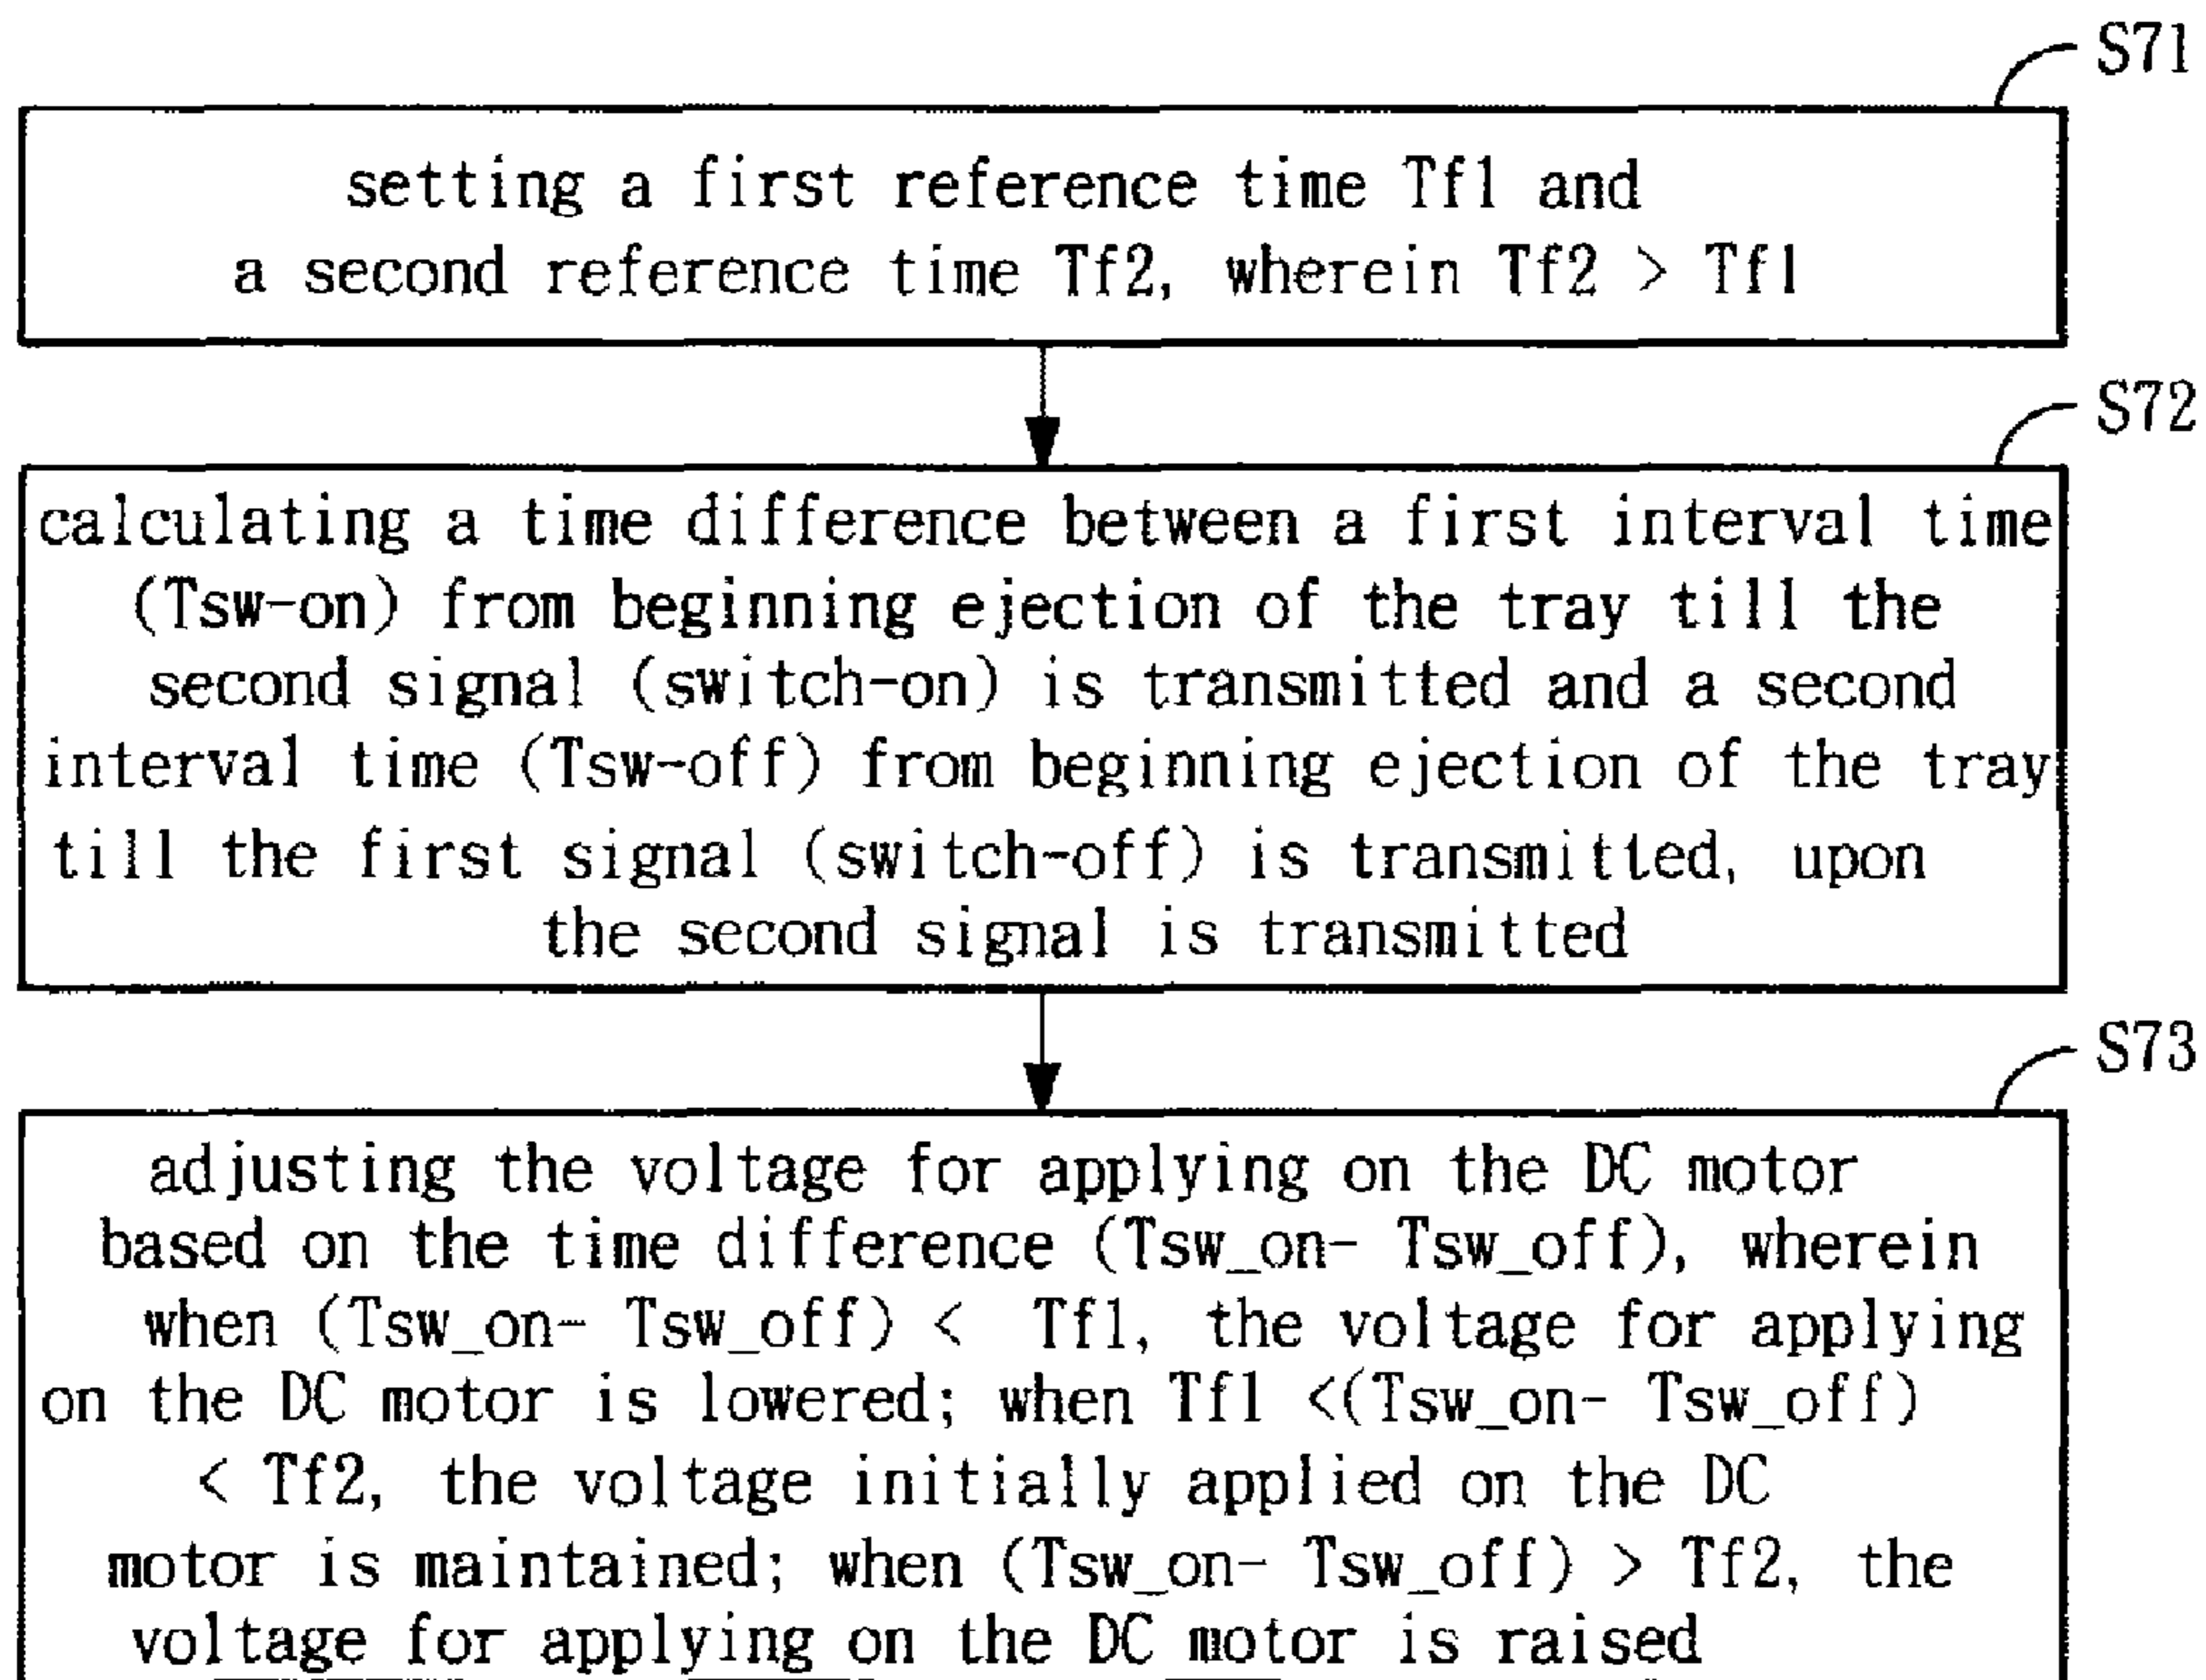 S71
setting a first reference time Tf1 and
a second reference time Tf2, wherein Tf2 > Tf1
S72
calculating a time difference between a first interval time
(Tsw-on) from beginning ejection of the tray till the
second signal (switch-on) is transmitted and a second
interval time (Tsw-off) from beginning ejection of the tray
till the first signal (switch-off) is transmitted, upon
the second signal is transmitted
S73
adjusting the voltage for applying on the DC motor
based on the time difference (Tsw_on- Tsw_off), wherein
when (Tsw_on- Tsw_off) < Tf1, the voltage for applying
on the DC motor is lowered; when Tf1 <(Tsw_on- Tsw_off)
< Tf2, the voltage initially applied on the DC
motor is maintained; when (Tsw_on- Tsw_off) > Tf2, the
voltage for applying on the DC motor is raised